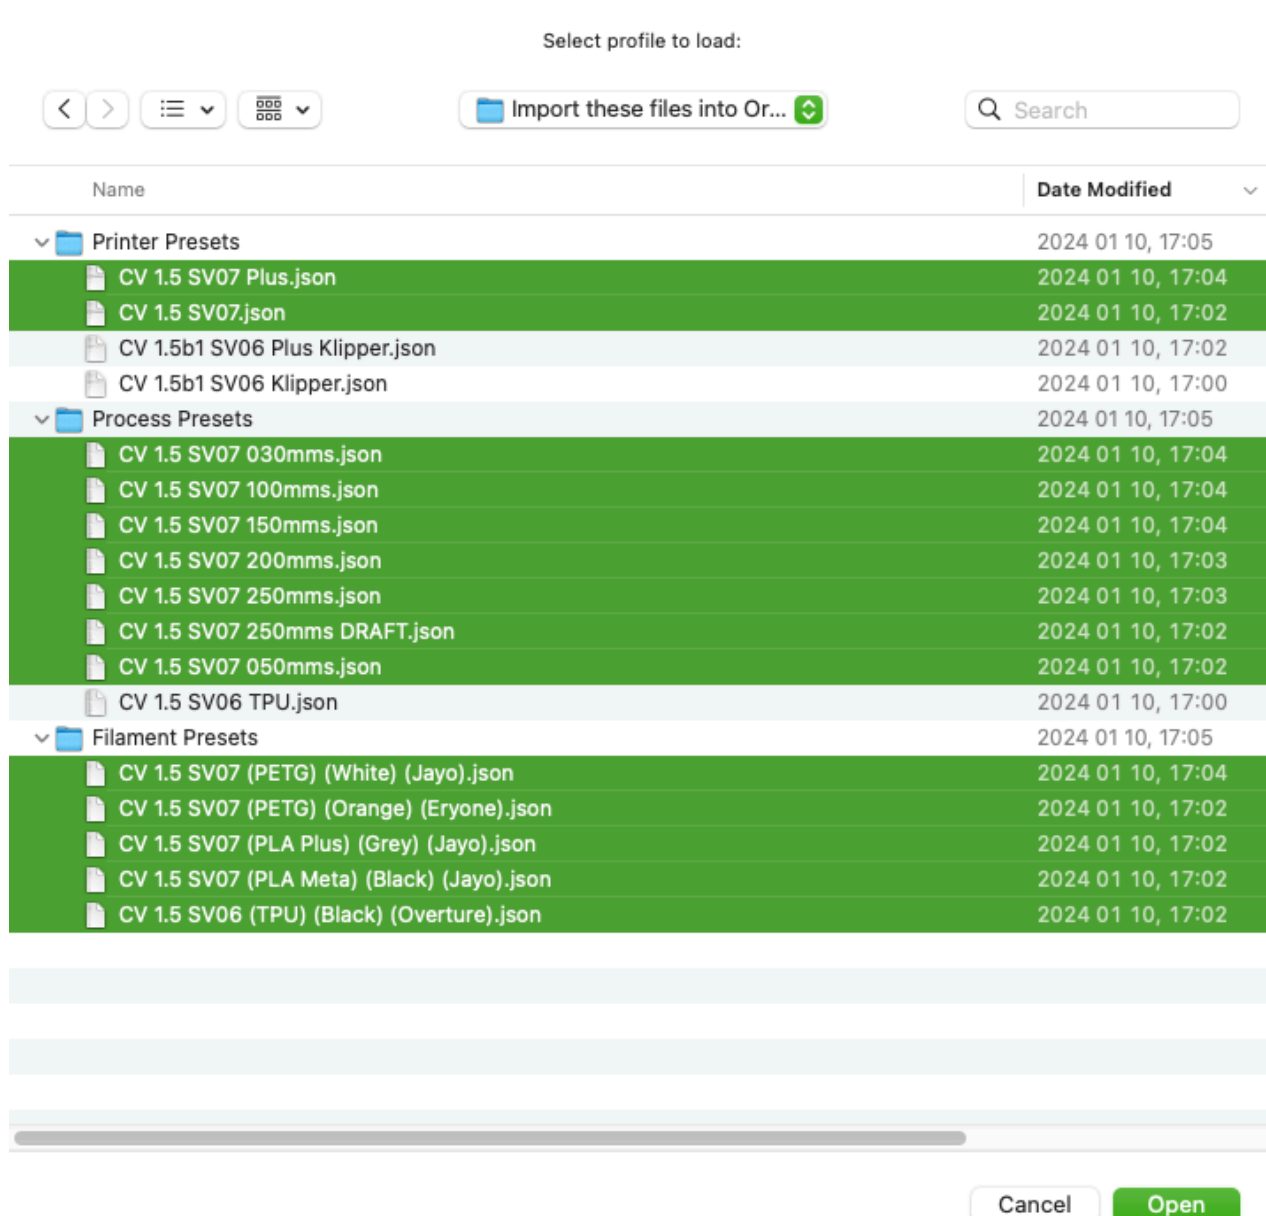 Select profile to load:
Import these files into Or...
Search
Name Date Modified
Printer Presets 2024 01 10, 17:05
CV 1.5 SV07 Plus.json 2024 01 10, 17:04
CV 1.5 SV07.json 2024 01 10, 17:02
CV 1.5b1 SV06 Plus Klipper.json 2024 01 10, 17:02
CV 1.5b1 SV06 Klipper.json 2024 01 10, 17:00
Process Presets 2024 01 10, 17:05
CV 1.5 SV07 030mms.json 2024 01 10, 17:04
CV 1.5 SV07 100mms.json 2024 01 10, 17:04
CV 1.5 SV07 150mms.json 2024 01 10, 17:04
CV 1.5 SV07 200mms.json 2024 01 10, 17:03
CV 1.5 SV07 250mms.json 2024 01 10, 17:03
CV 1.5 SV07 250mms DRAFT.json 2024 01 10, 17:02
CV 1.5 SV07 050mms.json 2024 01 10, 17:02
CV 1.5 SV06 TPU.json 2024 01 10, 17:00
Filament Presets 2024 01 10, 17:05
CV 1.5 SV07 (PETG) (White) (Jayo).json 2024 01 10, 17:04
CV 1.5 SV07 (PETG) (Orange) (Eryone).json 2024 01 10, 17:02
CV 1.5 SV07 (PLA Plus) (Grey) (Jayo).json 2024 01 10, 17:02
CV 1.5 SV07 (PLA Meta) (Black) (Jayo).json 2024 01 10, 17:02
CV 1.5 SV06 (TPU) (Black) (Overture).json 2024 01 10, 17:02
Cancel Open